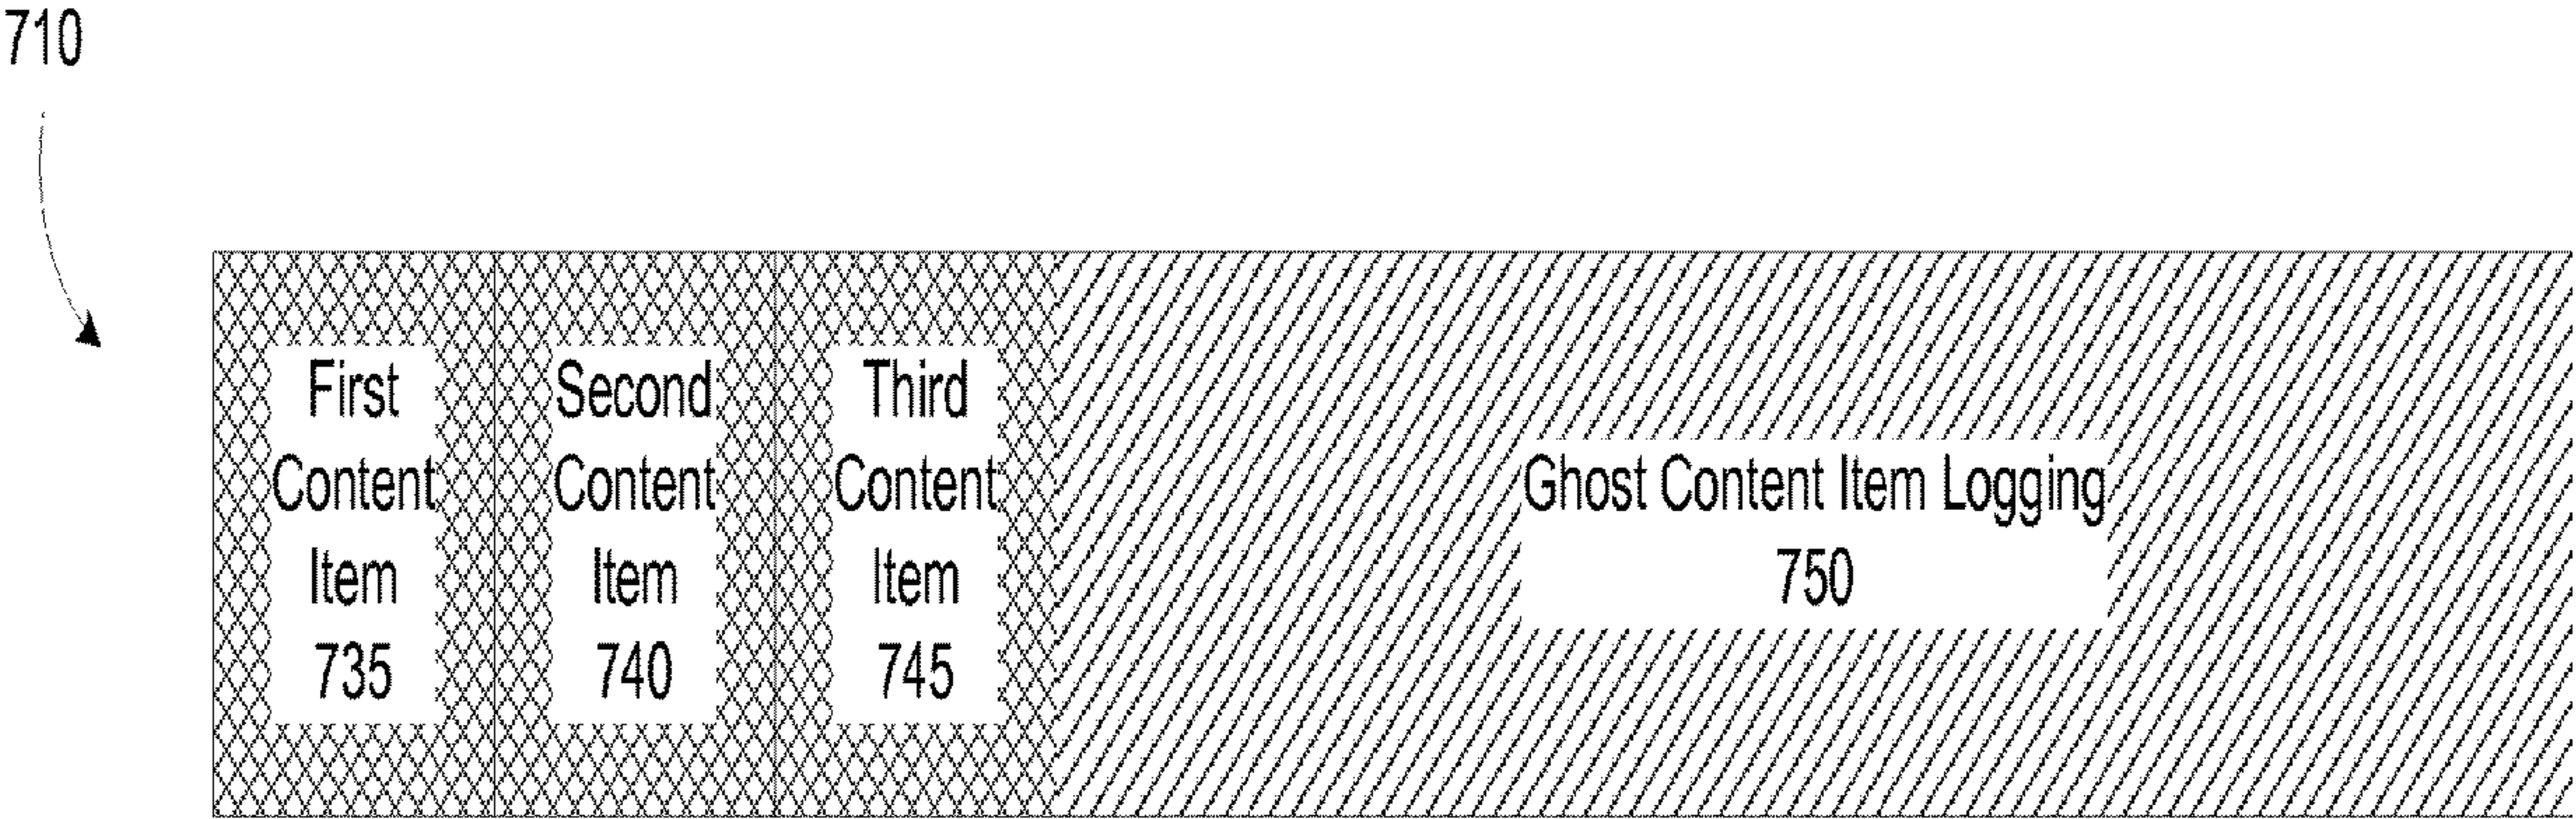 710
First
Content
Item
735
Second
Content
Item
740
Third
Content
Item
745
Ghost Content Item Logging
750